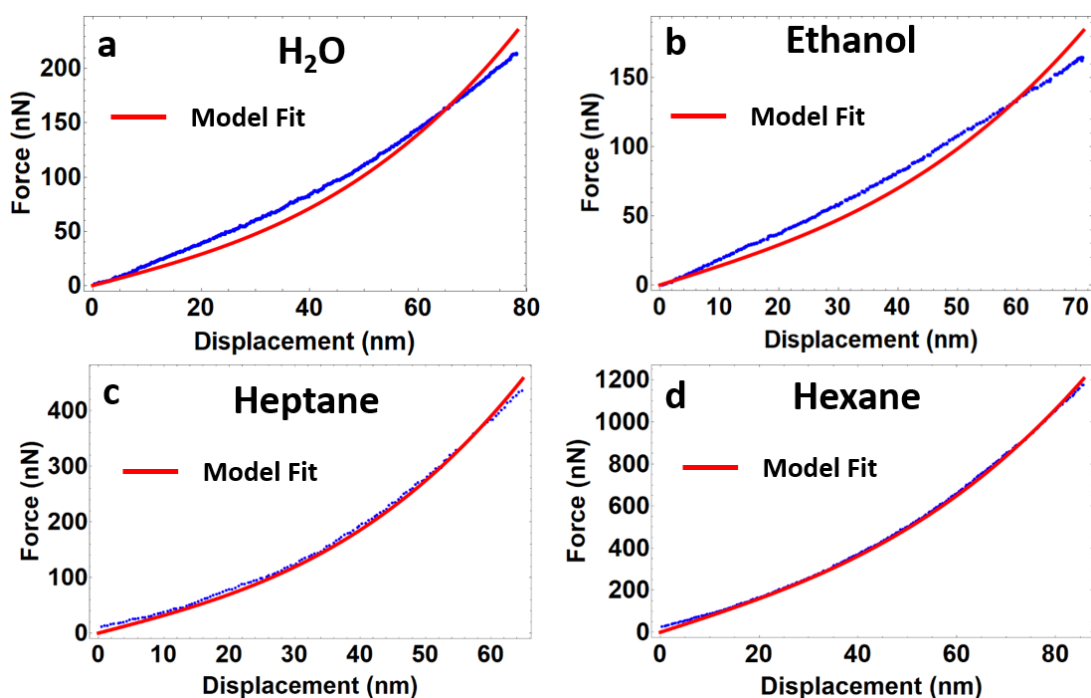 a
H₂O
Model Fit
Force (nN)
200
150
100
50
0
0 20 40 60 80
Displacement (nm)
b
Ethanol
Model Fit
Force (nN)
150
100
50
0
0 10 20 30 40 50 60 70
Displacement (nm)
c
Heptane
Model Fit
Force (nN)
400
300
200
100
0
0 10 20 30 40 50 60
Displacement (nm)
d
Hexane
Model Fit
Force (nN)
1200
1000
800
600
400
200
0
0 20 40 60 80
Displacement (nm)